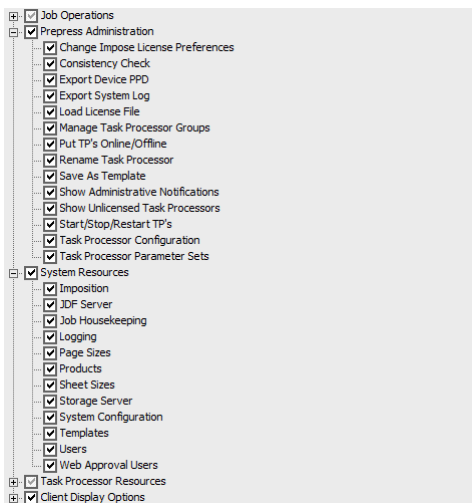 Job Operations
Prepress Administration
Change Impose License Preferences
Consistency Check
Export Device PPD
Export System Log
Load License File
Manage Task Processor Groups
Put TP's Online/Offline
Rename Task Processor
Save As Template
Show Administrative Notifications
Show Unlicensed Task Processors
Start/Stop/Restart TP's
Task Processor Configuration
Task Processor Parameter Sets
System Resources
Imposition
JDF Server
Job Housekeeping
Logging
Page Sizes
Products
Sheet Sizes
Storage Server
System Configuration
Templates
Users
Web Approval Users
Task Processor Resources
Client Display Options